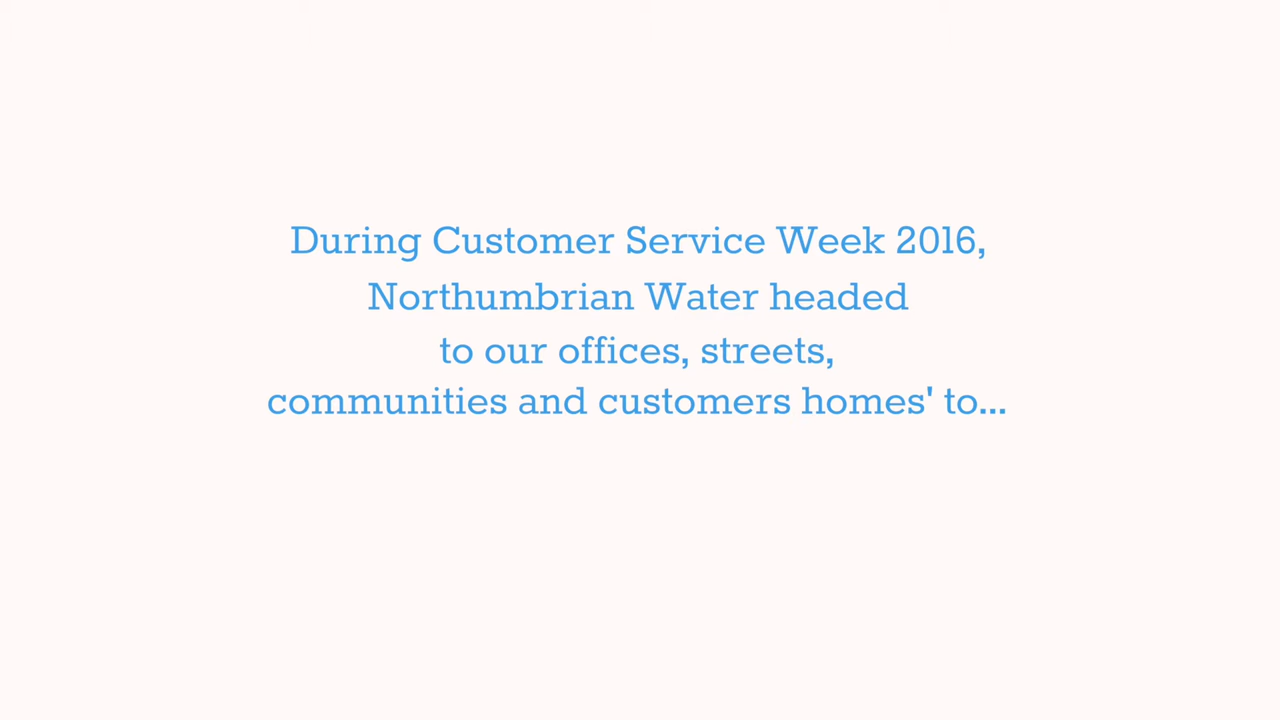 During Customer Service Week 2016,
Northumbrian Water headed
to our offices, streets,
communities and customers homes' to...